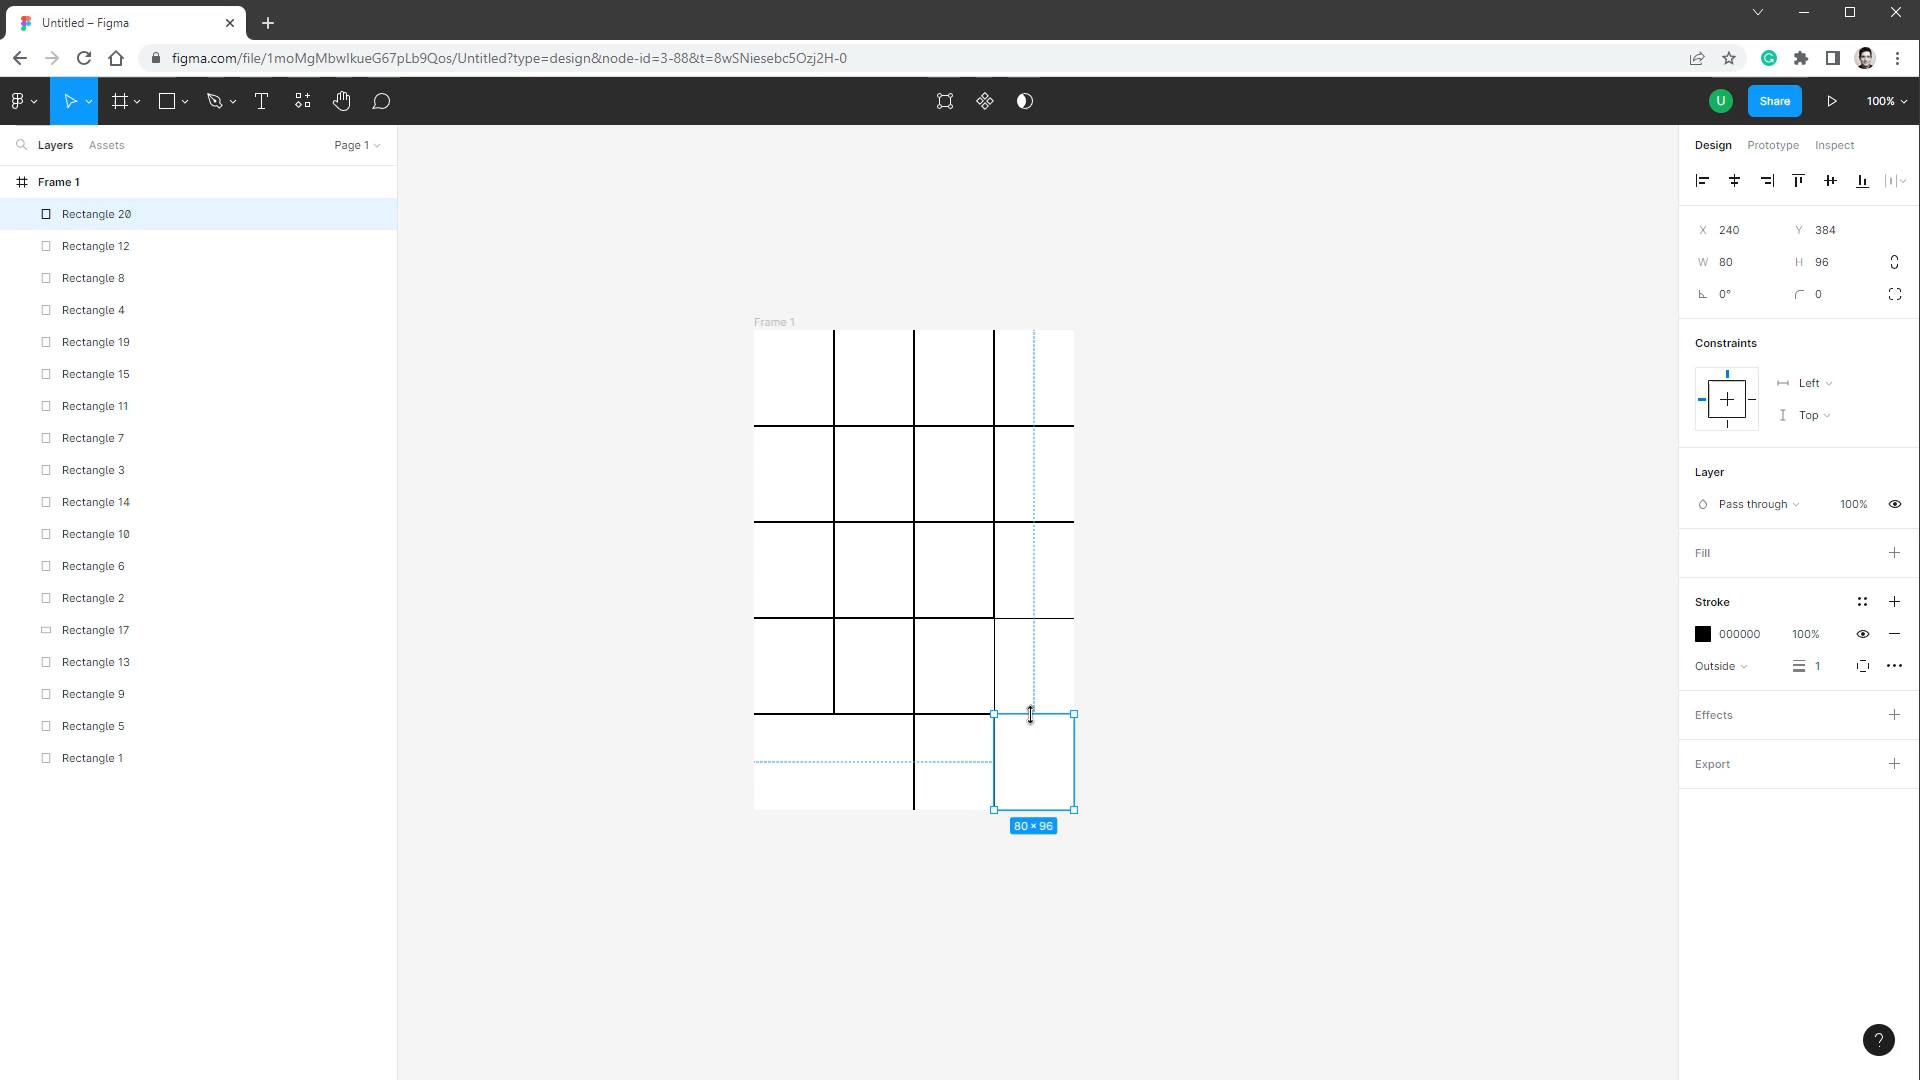 Untitled – Figma
figma.com/file/1moMgMbwIkueG67pLb9Qos/Untitled?type=design&node-id=3-88&t=8wSNiesebc5Ozj2H-0
U
Share
100%
Layers
Assets
Page 1
Frame 1
Rectangle 20
Rectangle 12
Rectangle 8
Rectangle 4
Rectangle 19
Rectangle 15
Rectangle 11
Rectangle 7
Rectangle 3
Rectangle 14
Rectangle 10
Rectangle 6
Rectangle 2
Rectangle 17
Rectangle 13
Rectangle 9
Rectangle 5
Rectangle 1
Frame 1
80 × 96
Design
Prototype
Inspect
X 240
Y 384
W 80
H 96
0°
0
Constraints
Left
Top
Layer
Pass through
100%
Fill
Stroke
000000
100%
Outside
1
Effects
Export
?